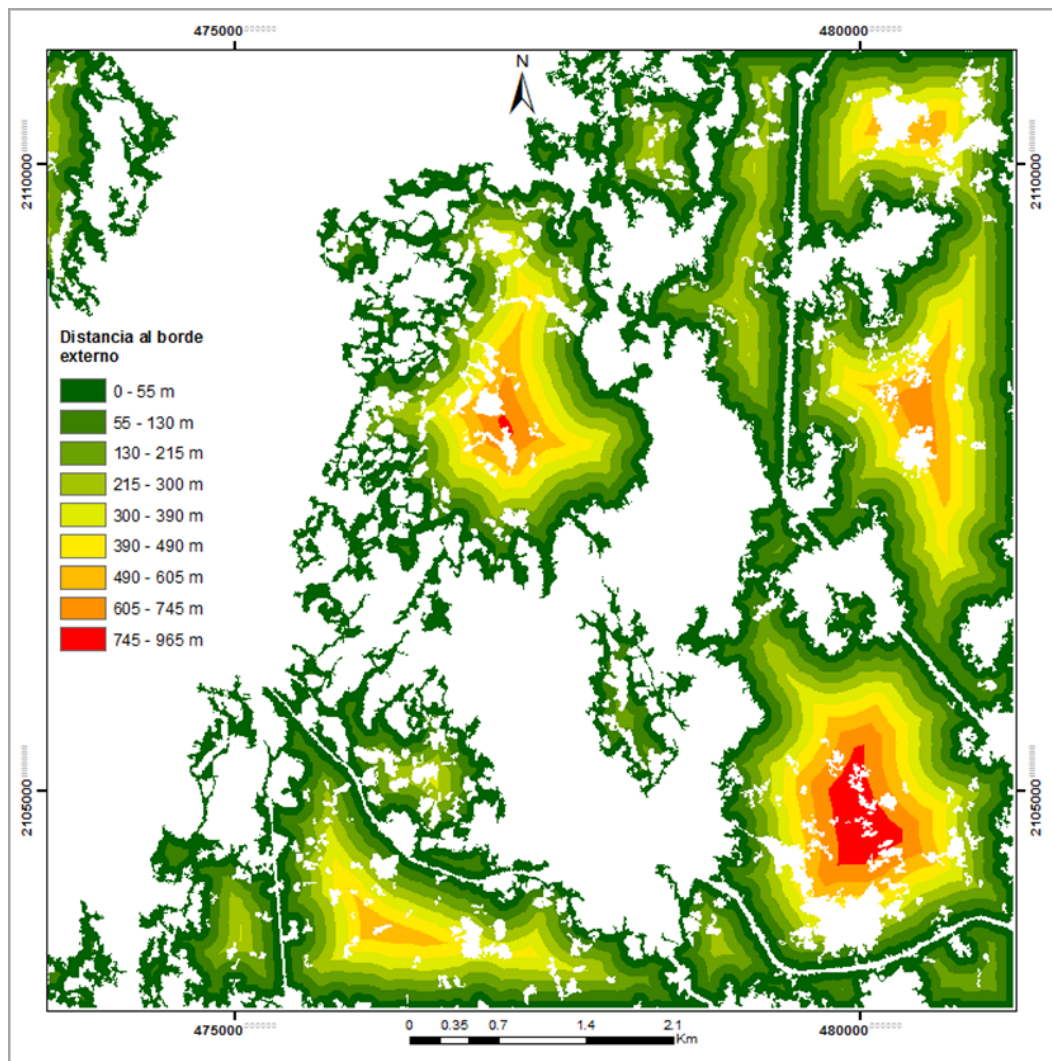 475000 480000
N
2110000 2110000
Distancia al borde
externo
0 - 55 m
55 - 130 m
130 - 215 m
215 - 300 m
300 - 390 m
390 - 490 m
490 - 605 m
605 - 745 m
745 - 965 m
2105000 2105000
475000 480000
0 0.35 0.7 1.4 2.1
Km